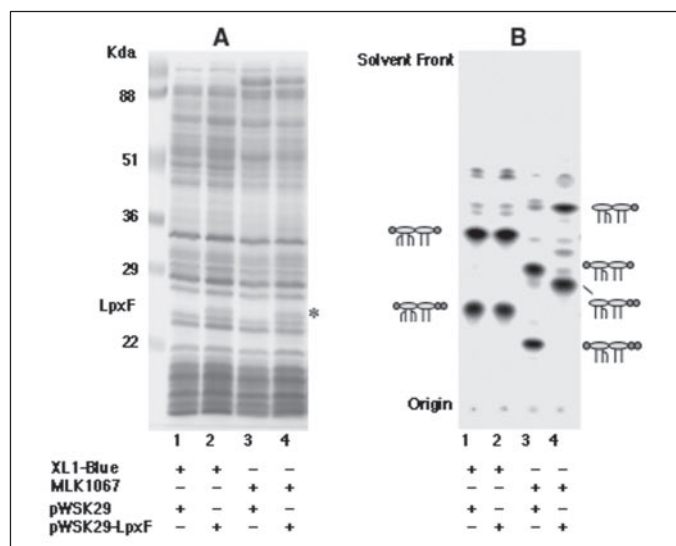 A
B
Kda
88
51
36
29
LpxF
*
22
Solvent Front
Origin
1 2 3 4
1 2 3 4
XL1-Blue + + − − + + − −
MLK1067 − − + + − − + +
pWSK29 + − + − + − + −
pWSK29-LpxF − + − + − + − +